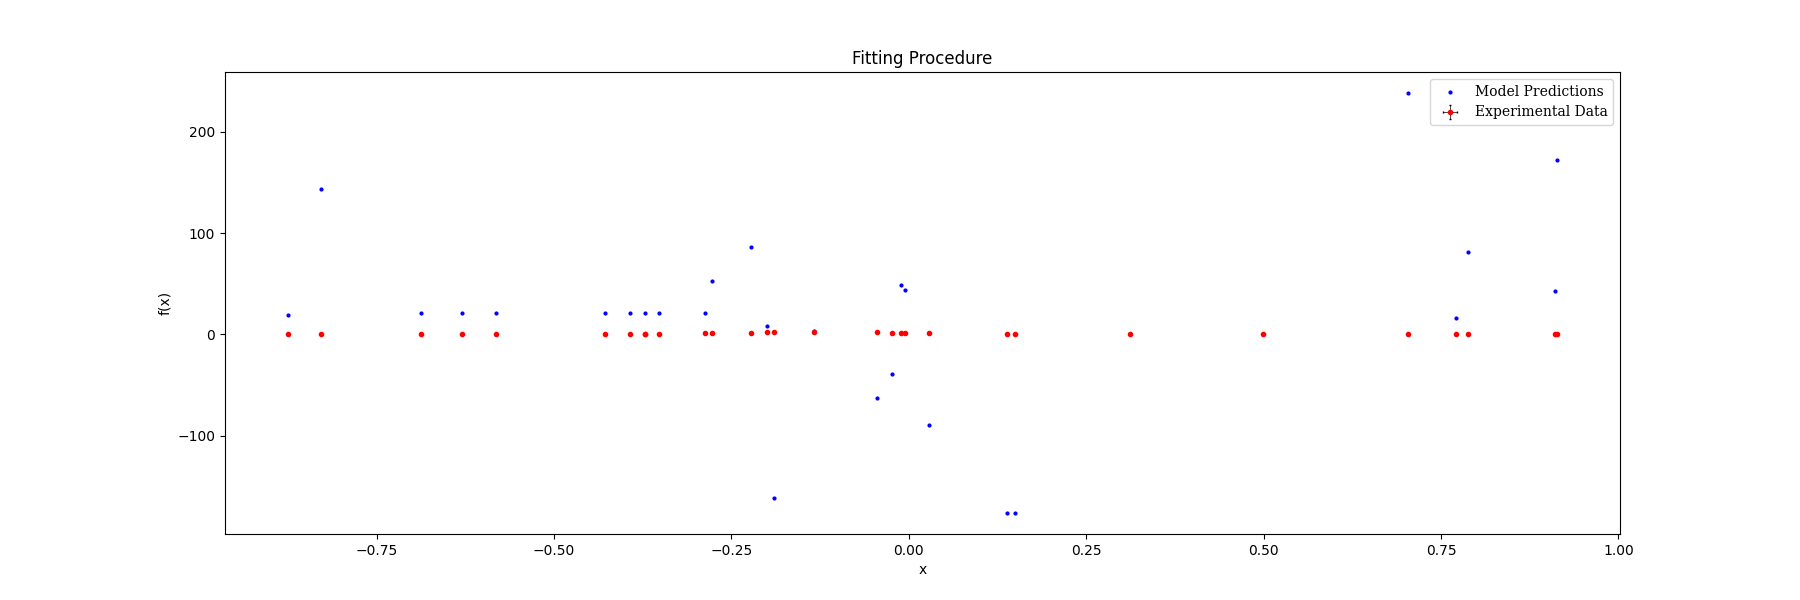 Fitting Procedure
Model Predictions
Experimental Data
f(x)
200
100
0
−100
−0.75
−0.50
−0.25
0.00
0.25
0.50
0.75
1.00
x